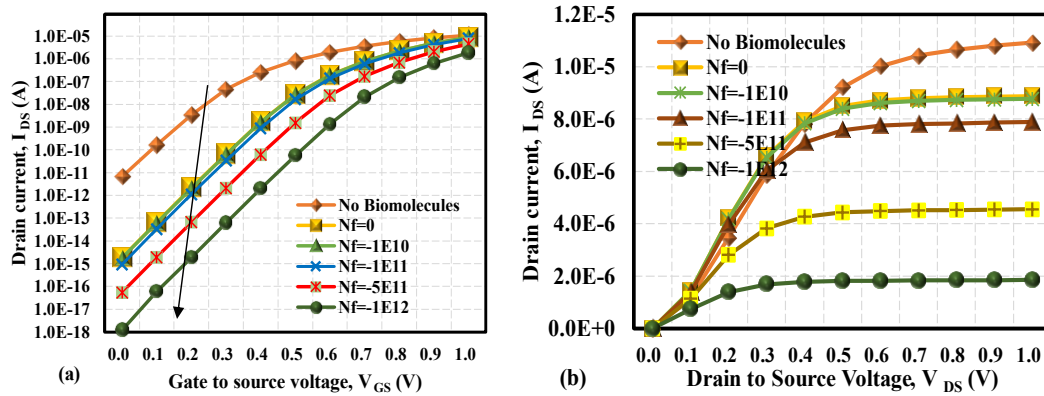 Drain current, I DS (A)
1.0E-05
1.0E-06
1.0E-07
1.0E-08
1.0E-09
1.0E-10
1.0E-11
1.0E-12
1.0E-13
1.0E-14
1.0E-15
1.0E-16
1.0E-17
1.0E-18
No Biomolecules
Nf=0
Nf=-1E10
Nf=-1E11
Nf=-5E11
Nf=-1E12
0.0 0.1 0.2 0.3 0.4 0.5 0.6 0.7 0.8 0.9 1.0
(a) Gate to source voltage, VGS (V)
Drain current, I DS (A)
1.2E-5
1.0E-5
8.0E-6
6.0E-6
4.0E-6
2.0E-6
0.0E+0
No Biomolecules
Nf=0
Nf=-1E10
Nf=-1E11
Nf=-5E11
Nf=-1E12
0.0 0.1 0.2 0.3 0.4 0.5 0.6 0.7 0.8 0.9 1.0
(b) Drain to Source Voltage, V DS (V)